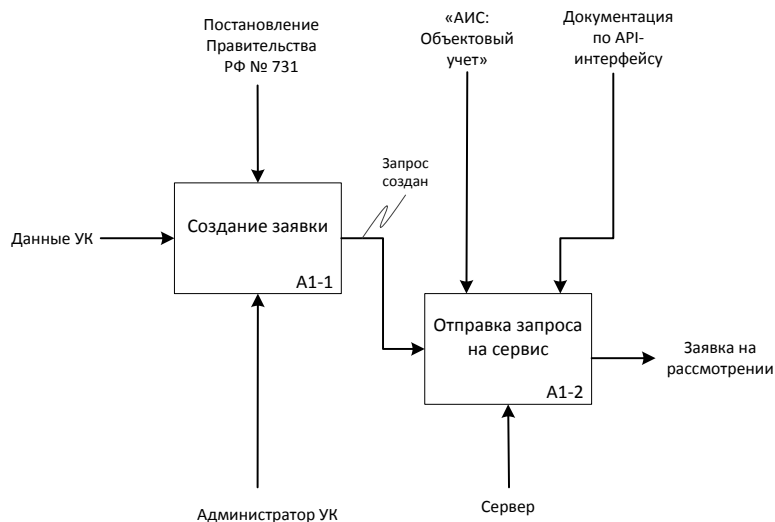 Постановление
Правительства
РФ № 731
«АИС:
Объектовый
учет»
Документация
по API-
интерфейсу
Запрос
создан
Данные УК
Создание заявки
А1-1
Отправка запроса
на сервис
А1-2
Заявка на
рассмотрении
Администратор УК
Сервер